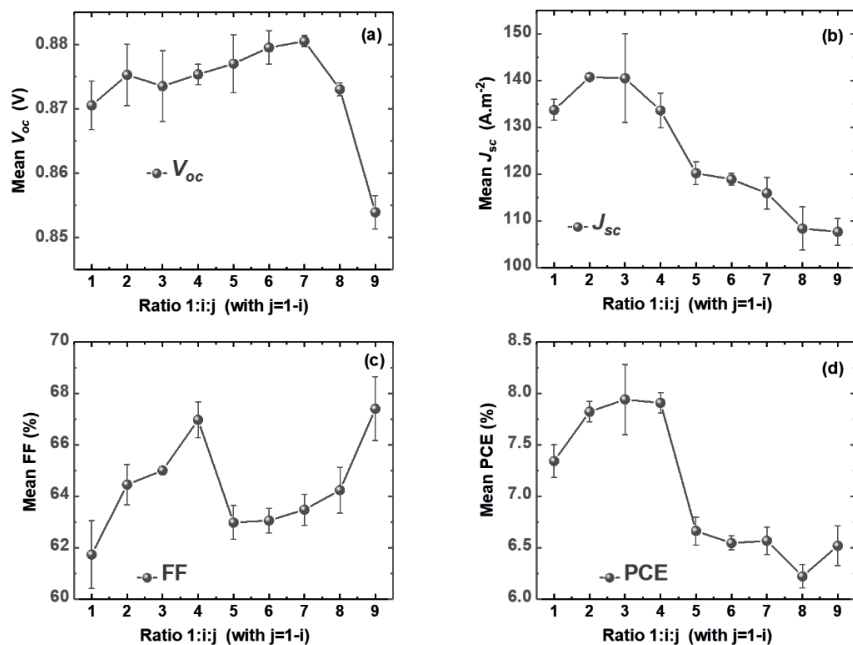 (a)
Mean Voc (V)
0.88
0.87
0.86
0.85
Voc
1 2 3 4 5 6 7 8 9
Ratio 1:i:j (with j=1-i)
(b)
Mean Jsc (A.m-2)
150
140
130
120
110
100
Jsc
1 2 3 4 5 6 7 8 9
Ratio 1:i:j (with j=1-i)
(c)
Mean FF (%)
70
68
66
64
62
60
FF
1 2 3 4 5 6 7 8 9
Ratio 1:i:j (with j=1-i)
(d)
Mean PCE (%)
8.5
8.0
7.5
7.0
6.5
6.0
PCE
1 2 3 4 5 6 7 8 9
Ratio 1:i:j (with j=1-i)